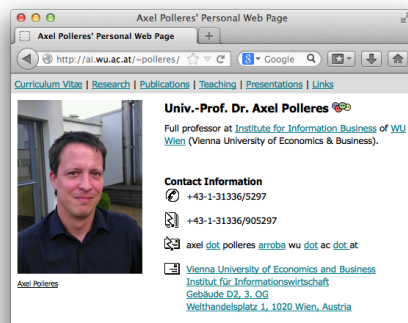 Axel Polleres' Personal Web Page
Axel Polleres' Personal Web Page
http://ai.wu.ac.at/~polleres/
Google
Curriculum Vitæ | Research | Publications | Teaching | Presentations | Links
Univ.-Prof. Dr. Axel Polleres
Full professor at Institute for Information Business of WU
Wien (Vienna University of Economics & Business).
Contact Information
+43-1-31336/5297
+43-1-31336/905297
axel dot polleres arroba wu dot ac dot at
Vienna University of Economics and Business
Institut für Informationswirtschaft
Gebäude D2, 3. OG
Welthandelsplatz 1, 1020 Wien, Austria
Axel Polleres